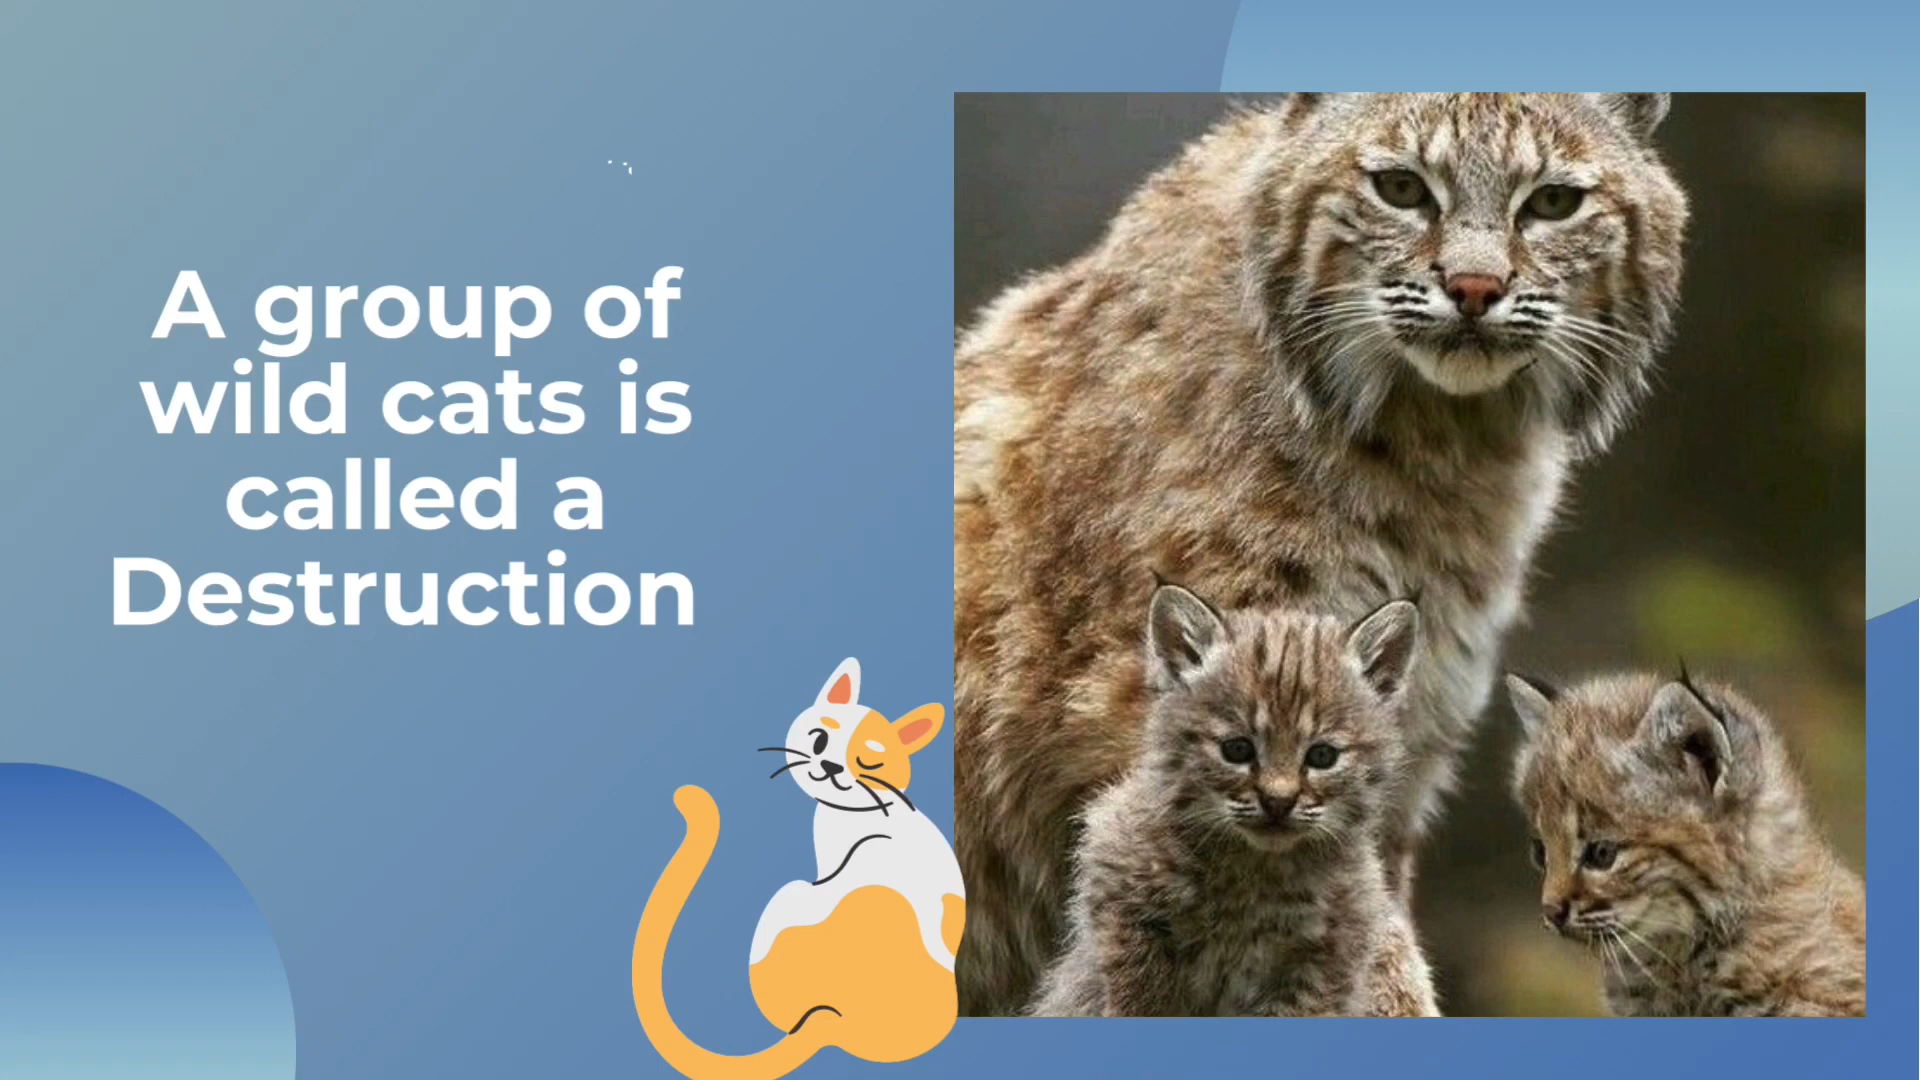 A group of
wild cats is
called a
Destruction